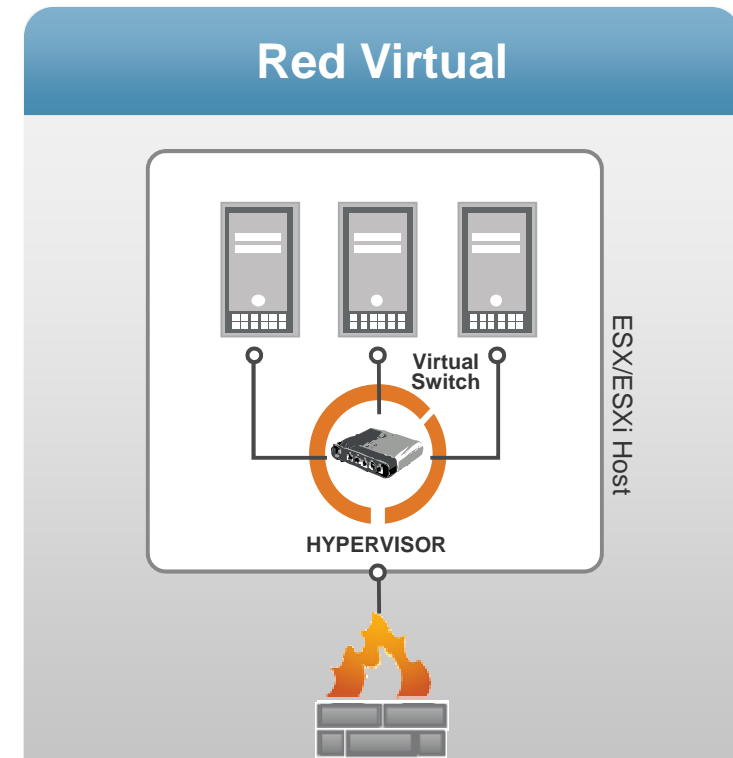 Red Virtual
Virtual
Switch
HYPERVISOR
ESX/ESXi Host